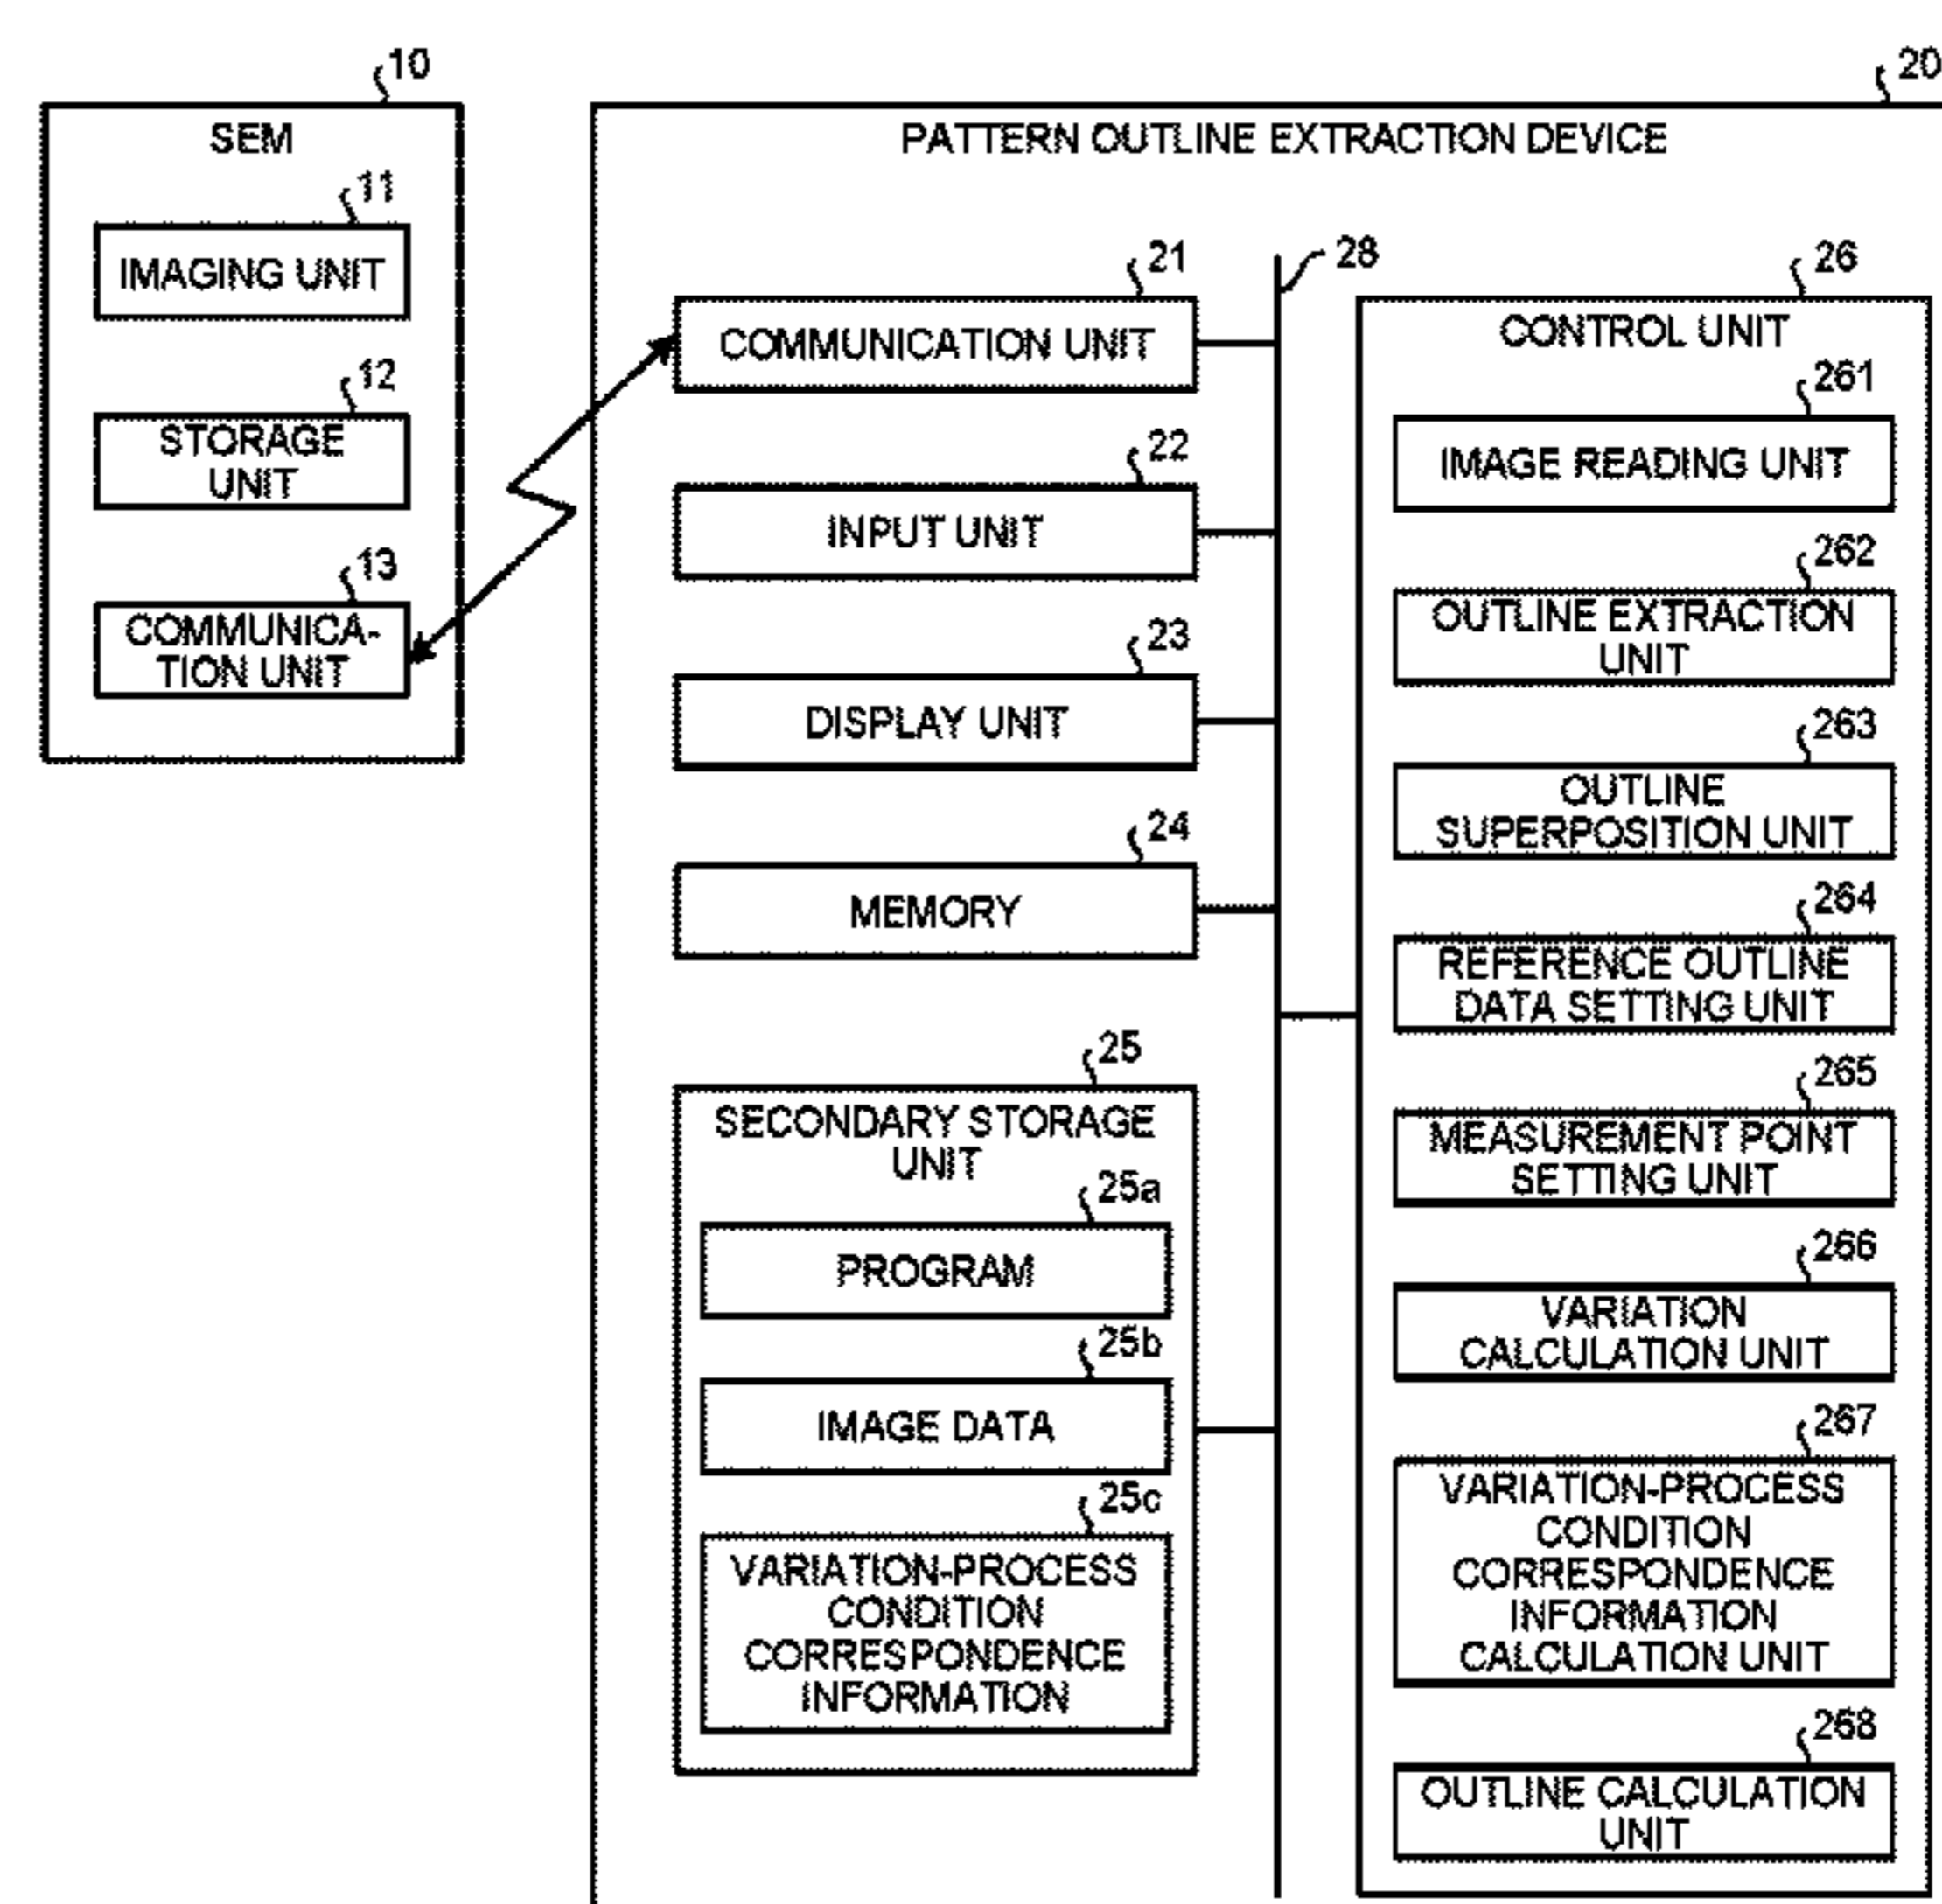 10
SEM
11
IMAGING UNIT
12
STORAGE
UNIT
13
COMMUNICA-
TION UNIT
20
PATTERN OUTLINE EXTRACTION DEVICE
21
COMMUNICATION UNIT
22
INPUT UNIT
23
DISPLAY UNIT
24
MEMORY
25
SECONDARY STORAGE
UNIT
25a
PROGRAM
25b
IMAGE DATA
25c
VARIATION-PROCESS
CONDITION
CORRESPONDENCE
INFORMATION
28
26
CONTROL UNIT
261
IMAGE READING UNIT
262
OUTLINE EXTRACTION
UNIT
263
OUTLINE
SUPERPOSITION UNIT
264
REFERENCE OUTLINE
DATA SETTING UNIT
265
MEASUREMENT POINT
SETTING UNIT
266
VARIATION
CALCULATION UNIT
267
VARIATION-PROCESS
CONDITION
CORRESPONDENCE
INFORMATION
CALCULATION UNIT
268
OUTLINE CALCULATION
UNIT